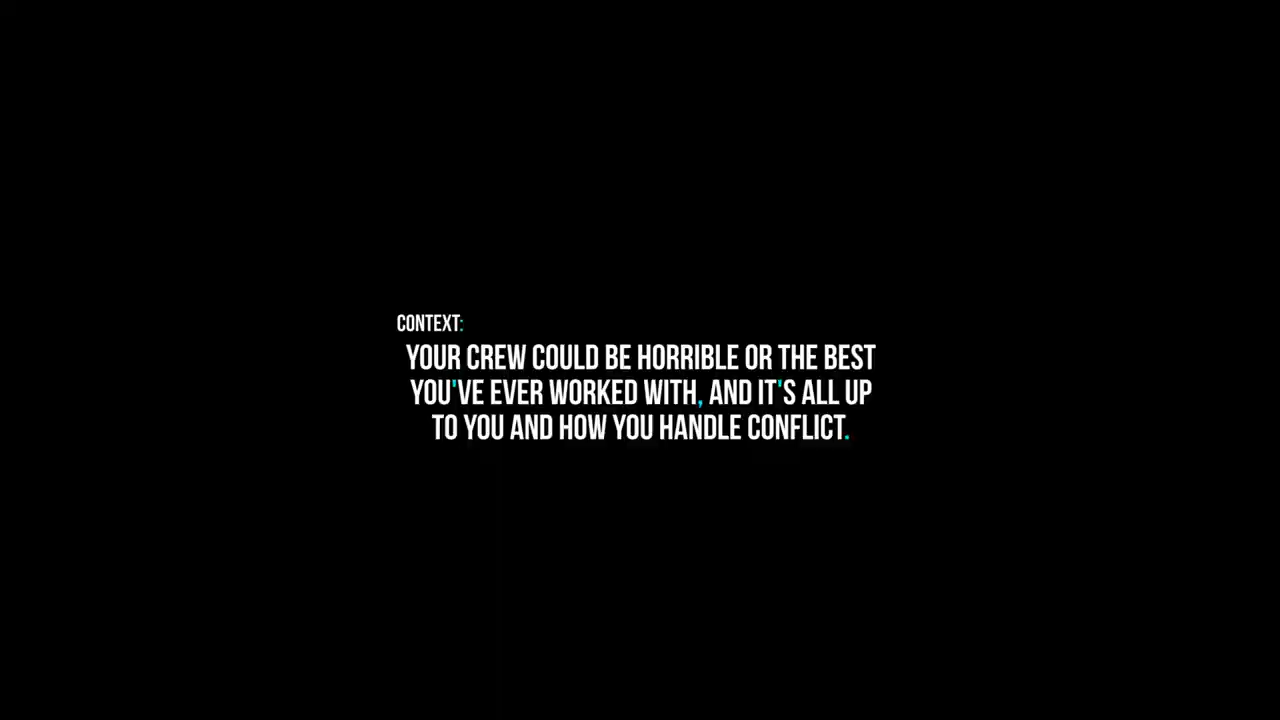 CONTEXT:
YOUR CREW COULD BE HORRIBLE OR THE BEST
YOU'VE EVER WORKED WITH, AND IT'S ALL UP
TO YOU AND HOW YOU HANDLE CONFLICT.